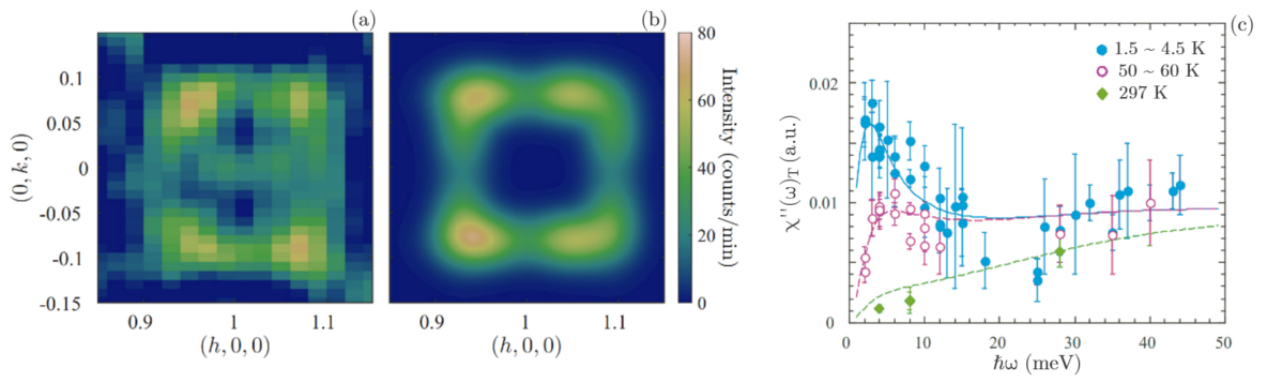 (a)
0.1
0.05
0
-0.05
-0.1
-0.15
(0, k, 0)
0.9
1
1.1
(h, 0, 0)
(b)
0.9
1
1.1
(h, 0, 0)
80
60
40
20
0
Intensity (counts/min)
(c)
1.5 ~ 4.5 K
50 ~ 60 K
297 K
0.02
0.01
0
χ''(ω)T (a.u.)
0
10
20
30
40
50
ħω (meV)